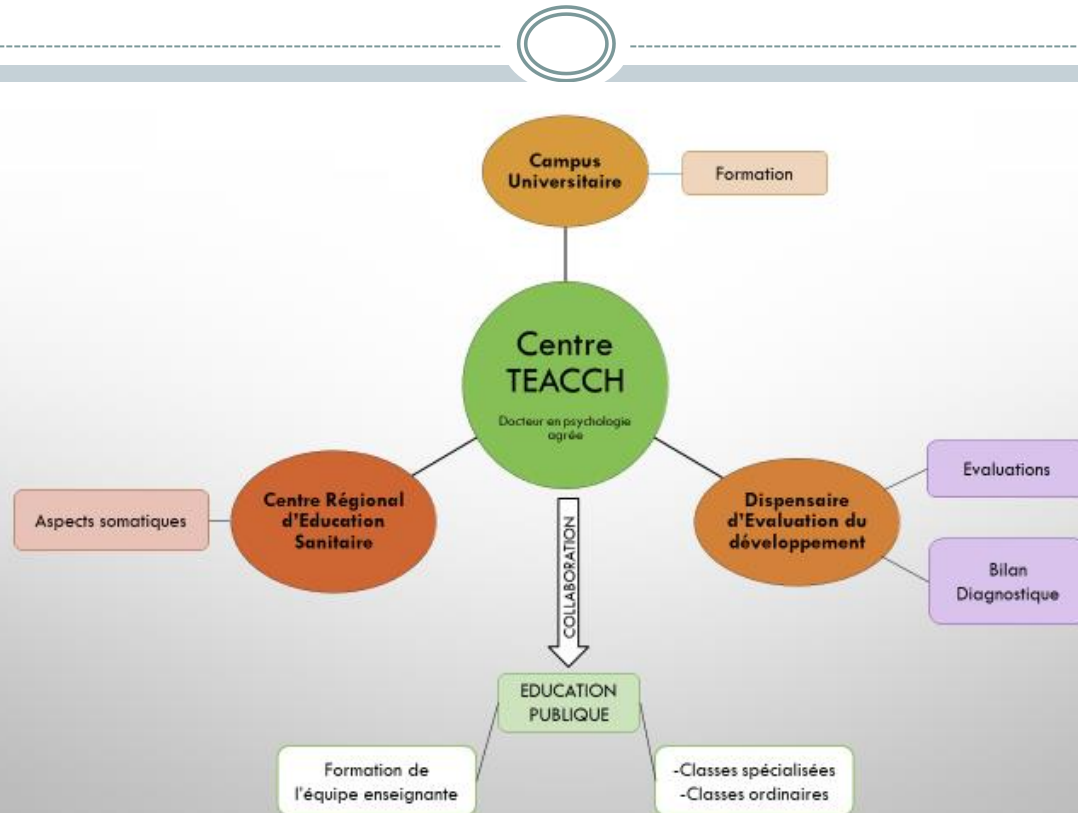 Campus
Universitaire
Formation
Centre
TEACCH
Docteur en psychologie
agrée
Centre Régional
d'Education
Sanitaire
Aspects somatiques
Dispensaire
d'Evaluation du
développement
Evaluations
Bilan
Diagnostique
COLLABORATION
EDUCATION
PUBLIQUE
Formation de
l'équipe enseignante
-Classes spécialisées
-Classes ordinaires